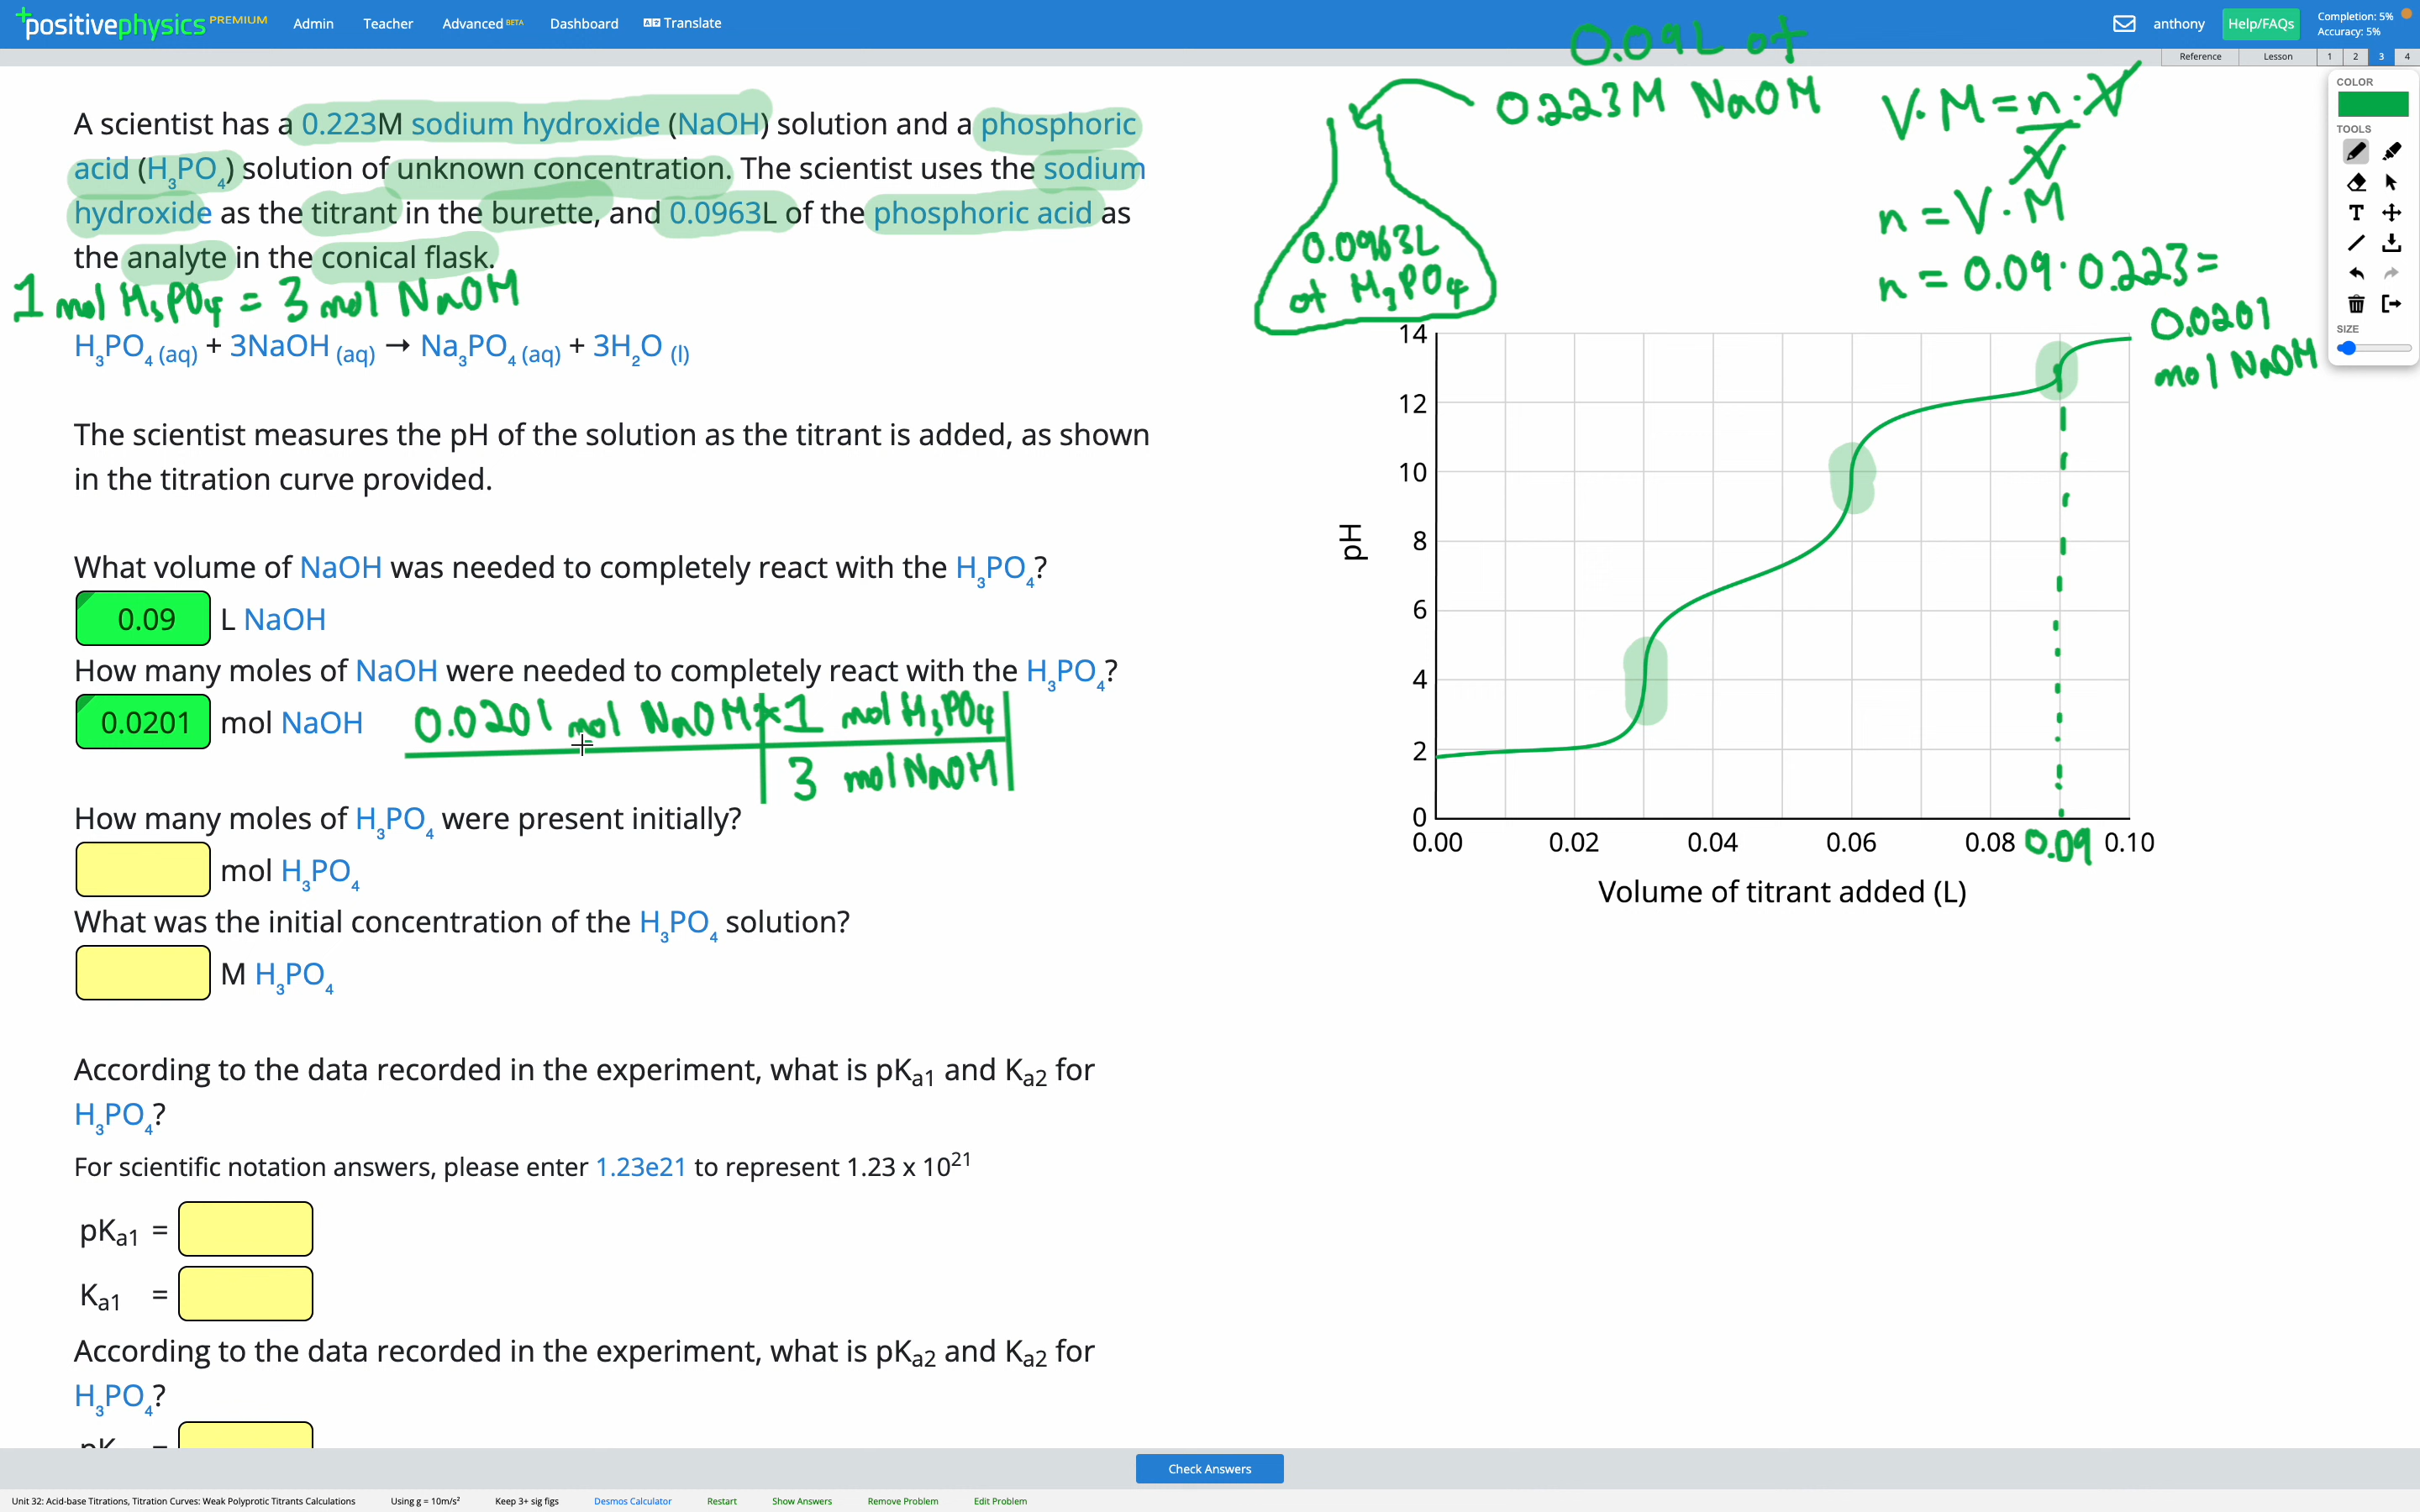 +positivephysics PREMIUM Admin Teacher Advanced BETA Dashboard Translate anthony Help/FAQs Completion: 5%
Accuracy: 5%
Reference Lesson 1 2 3 4
COLOR
TOOLS
SIZE
A scientist has a 0.223M sodium hydroxide (NaOH) solution and a phosphoric
acid (H₃PO₄) solution of unknown concentration. The scientist uses the sodium
hydroxide as the titrant in the burette, and 0.0963L of the phosphoric acid as
the analyte in the conical flask.
1 mol H₃PO₄ = 3 mol NaOH
H₃PO₄ (aq) + 3NaOH (aq) → Na₃PO₄ (aq) + 3H₂O (l)
The scientist measures the pH of the solution as the titrant is added, as shown
in the titration curve provided.
What volume of NaOH was needed to completely react with the H₃PO₄?
0.09 L NaOH
How many moles of NaOH were needed to completely react with the H₃PO₄?
0.0201 mol NaOH
0.0201 mol NaOH × 1 mol H₃PO₄
3 mol NaOH
How many moles of H₃PO₄ were present initially?
mol H₃PO₄
What was the initial concentration of the H₃PO₄ solution?
M H₃PO₄
According to the data recorded in the experiment, what is pKₐ₁ and Kₐ₂ for
H₃PO₄?
For scientific notation answers, please enter 1.23e21 to represent 1.23 x 10²¹
pKₐ₁ =
Kₐ₁ =
According to the data recorded in the experiment, what is pKₐ₂ and Kₐ₂ for
H₃PO₄?
0.09L of
0.223M NaOH
0.0963L
of H₃PO₄
V·M = n·V
V
n = V·M
n = 0.09·0.223=
0.0201
mol NaOH
pH
14
12
10
8
6
4
2
0
0.00 0.02 0.04 0.06 0.08 0.09 0.10
Volume of titrant added (L)
Check Answers
Unit 32: Acid-base Titrations, Titration Curves: Weak Polyprotic Titrants Calculations Using g = 10m/s² Keep 3+ sig figs Desmos Calculator Restart Show Answers Remove Problem Edit Problem